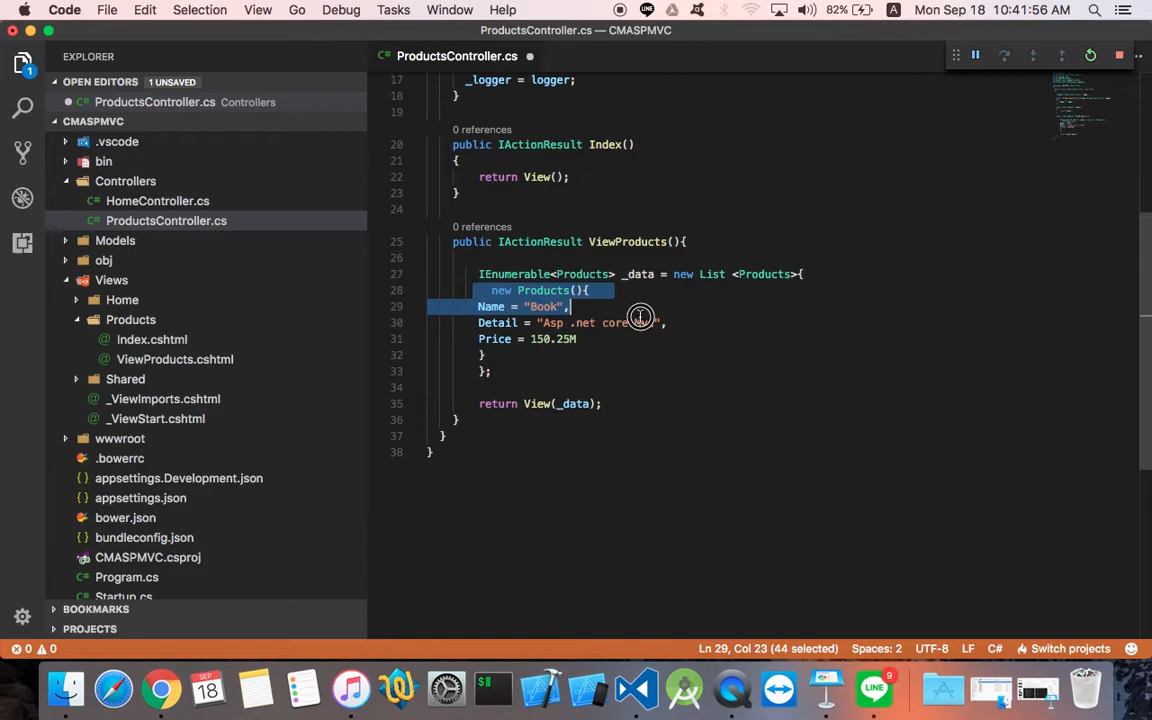 Code File Edit Selection View Go Debug Tasks Window Help 82% A Mon Sep 18 10:41:56 AM
ProductsController.cs — CMASPMVC
EXPLORER
OPEN EDITORS 1 UNSAVED
ProductsController.cs Controllers
CMASPMVC
.vscode
bin
Controllers
HomeController.cs
ProductsController.cs
Models
obj
Views
Home
Products
Index.cshtml
ViewProducts.cshtml
Shared
_ViewImports.cshtml
_ViewStart.cshtml
wwwroot
.bowerrc
appsettings.Development.json
appsettings.json
bower.json
bundleconfig.json
CMASPMVC.csproj
Program.cs
Startup.cs
BOOKMARKS
PROJECTS
C# ProductsController.cs
17 _logger = logger;
18 }
19
0 references
20 public IActionResult Index()
21 {
22 return View();
23 }
24
0 references
25 public IActionResult ViewProducts(){
26
27 IEnumerable<Products> _data = new List <Products>{
28 new Products(){
29 Name = "Book",
30 Detail = "Asp .net core ",
31 Price = 150.25M
32 }
33 };
34
35 return View(_data);
36 }
37 }
38 }
0 0 Ln 29, Col 23 (44 selected) Spaces: 2 UTF-8 LF C# Switch projects
SEP
18
LINE
9